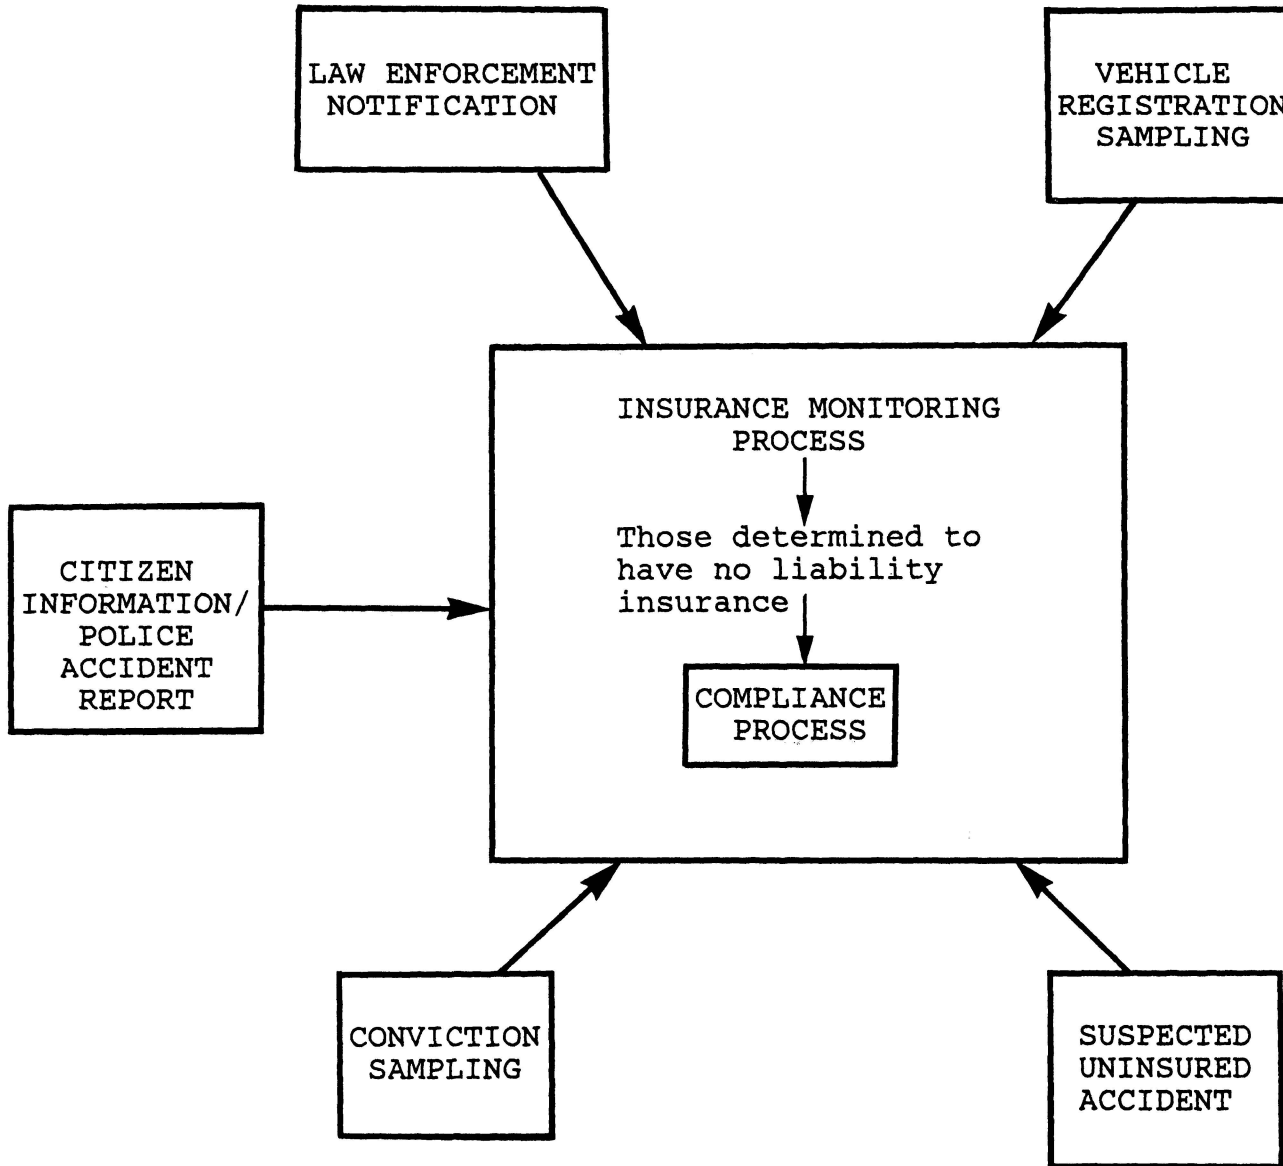 LAW ENFORCEMENT
NOTIFICATION
VEHICLE
REGISTRATION
SAMPLING
INSURANCE MONITORING
PROCESS
Those determined to
have no liability
insurance
COMPLIANCE
PROCESS
CITIZEN
INFORMATION/
POLICE
ACCIDENT
REPORT
CONVICTION
SAMPLING
SUSPECTED
UNINSURED
ACCIDENT